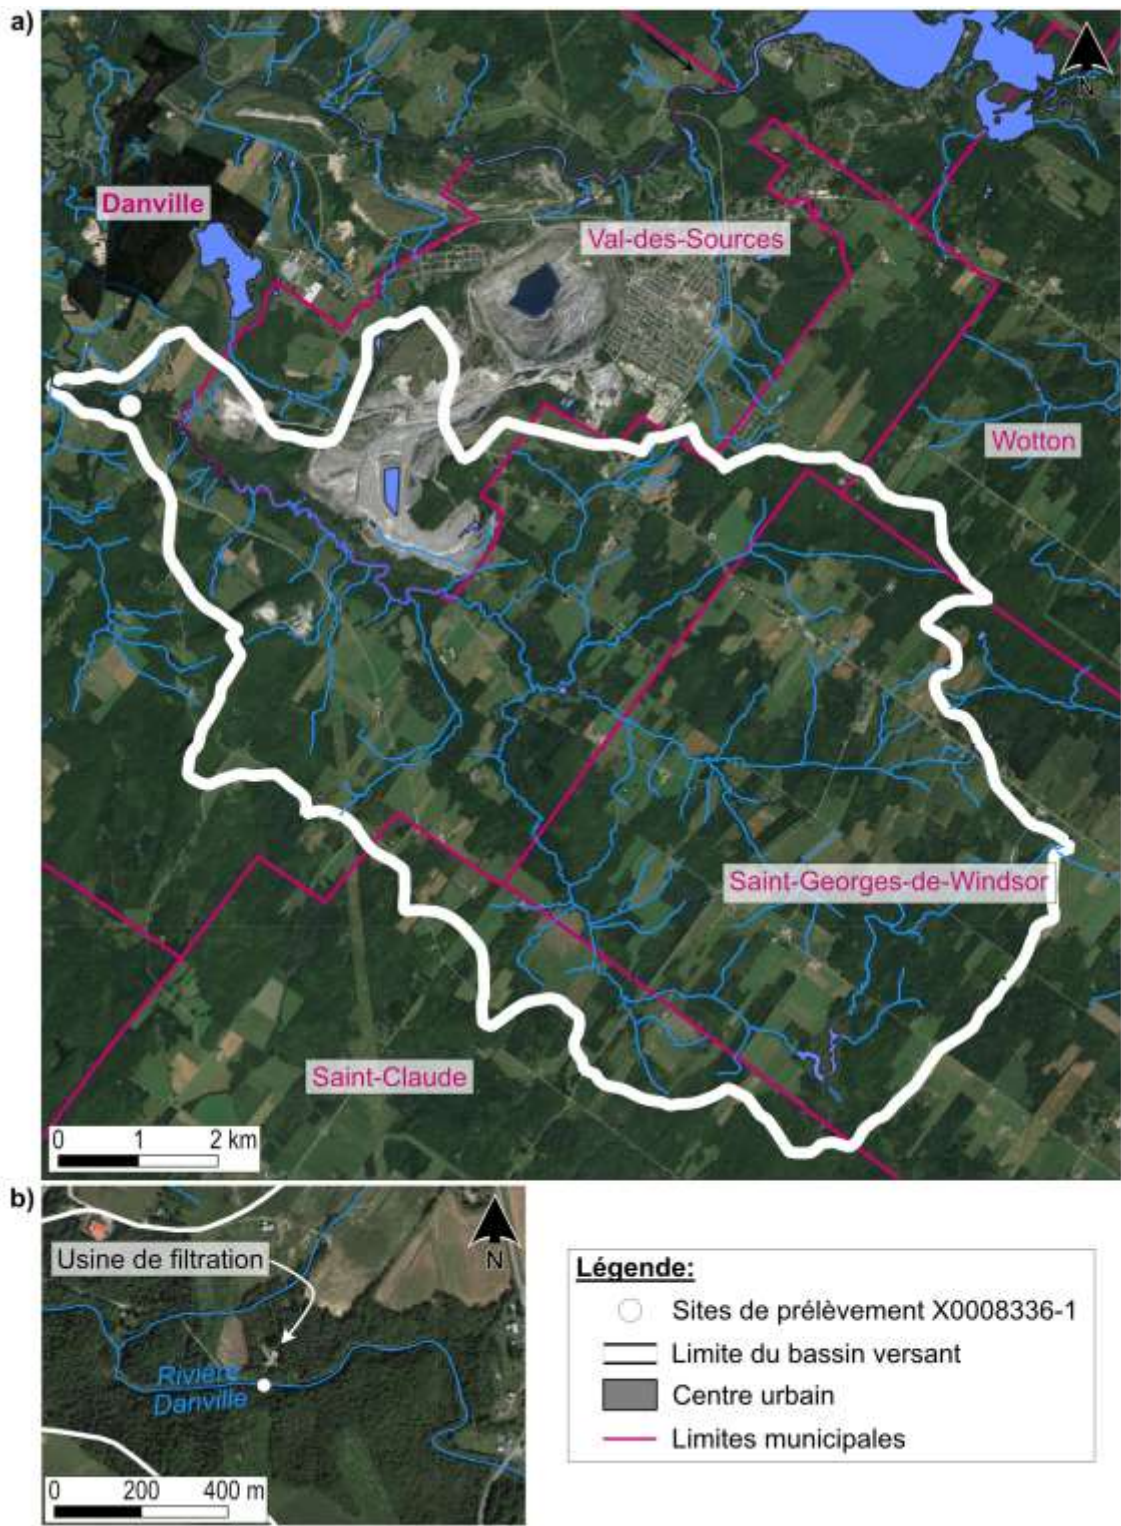 a)
N
Danville
Val-des-Sources
Wotton
Saint-Georges-de-Windsor
Saint-Claude
0 1 2 km
b)
N
Usine de filtration
Rivière
Danville
0 200 400 m
Légende:
Sites de prélèvement X0008336-1
Limite du bassin versant
Centre urbain
Limites municipales